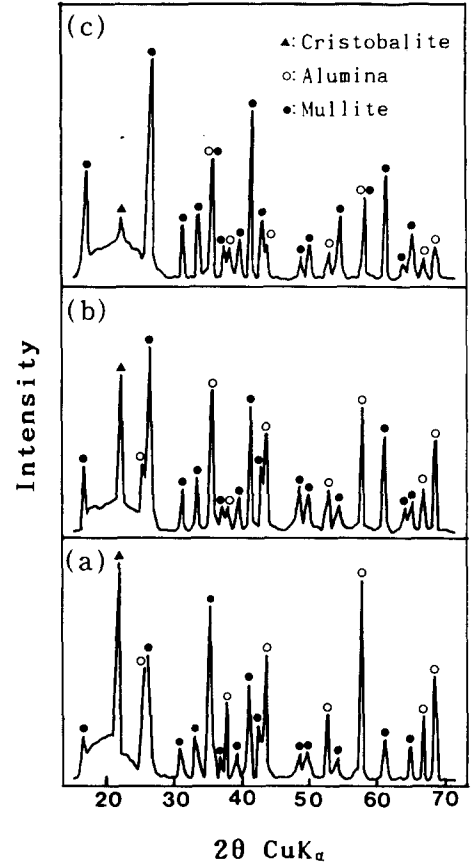 (c)
▲: Cristobalite
○: Alumina
●: Mullite
(b)
Intensity
(a)
20 30 40 50 60 70
2θ CuKα